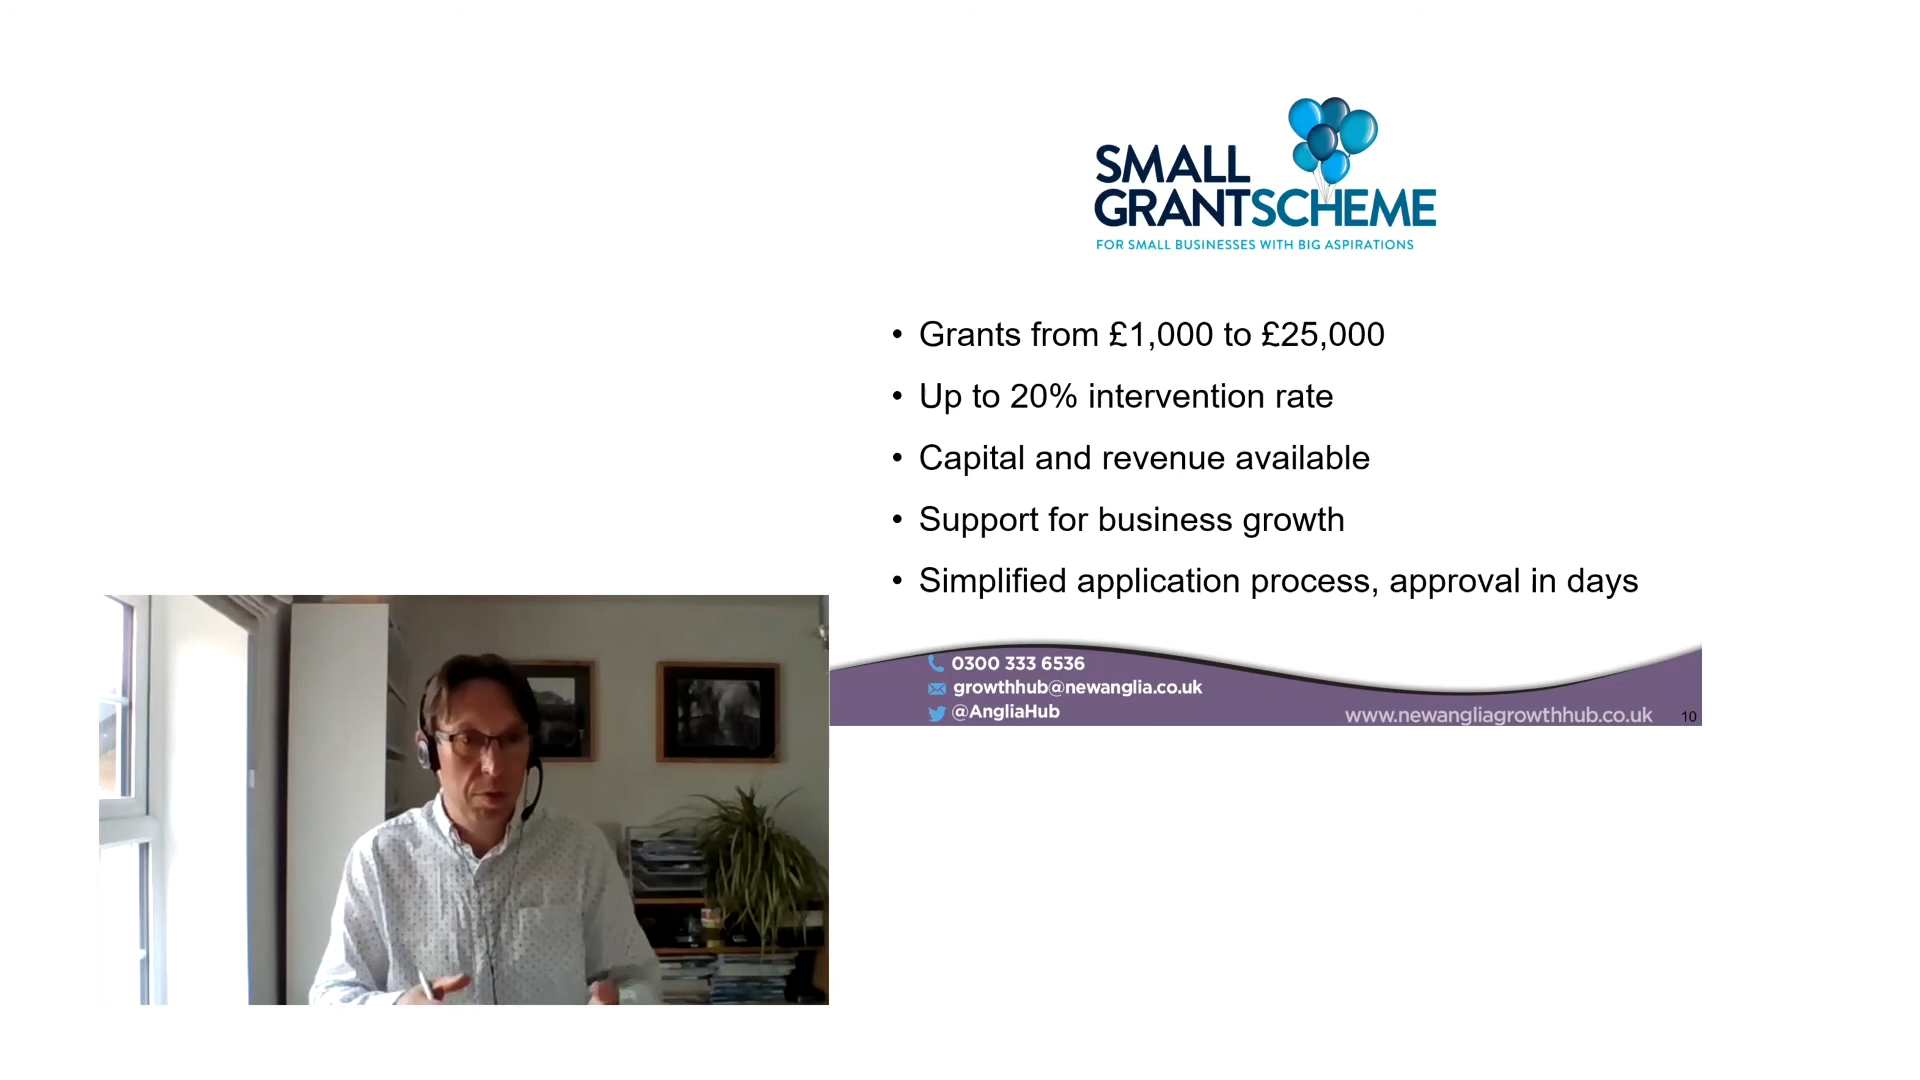 SMALL
GRANTSCHEME
FOR SMALL BUSINESSES WITH BIG ASPIRATIONS
• Grants from £1,000 to £25,000
• Up to 20% intervention rate
• Capital and revenue available
• Support for business growth
• Simplified application process, approval in days
0300 333 6536
growthhub@newanglia.co.uk
@AngliaHub
www.newangliagrowthhub.co.uk
10